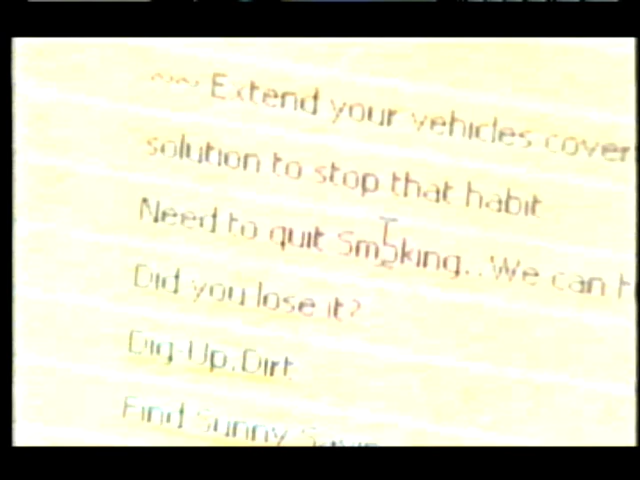 ~~~ Extend your vehicles cover
solution to stop that habit
Need to quit Smoking...We can h
Did you lose it?
Dig-Up.Dirt
Find Sunny